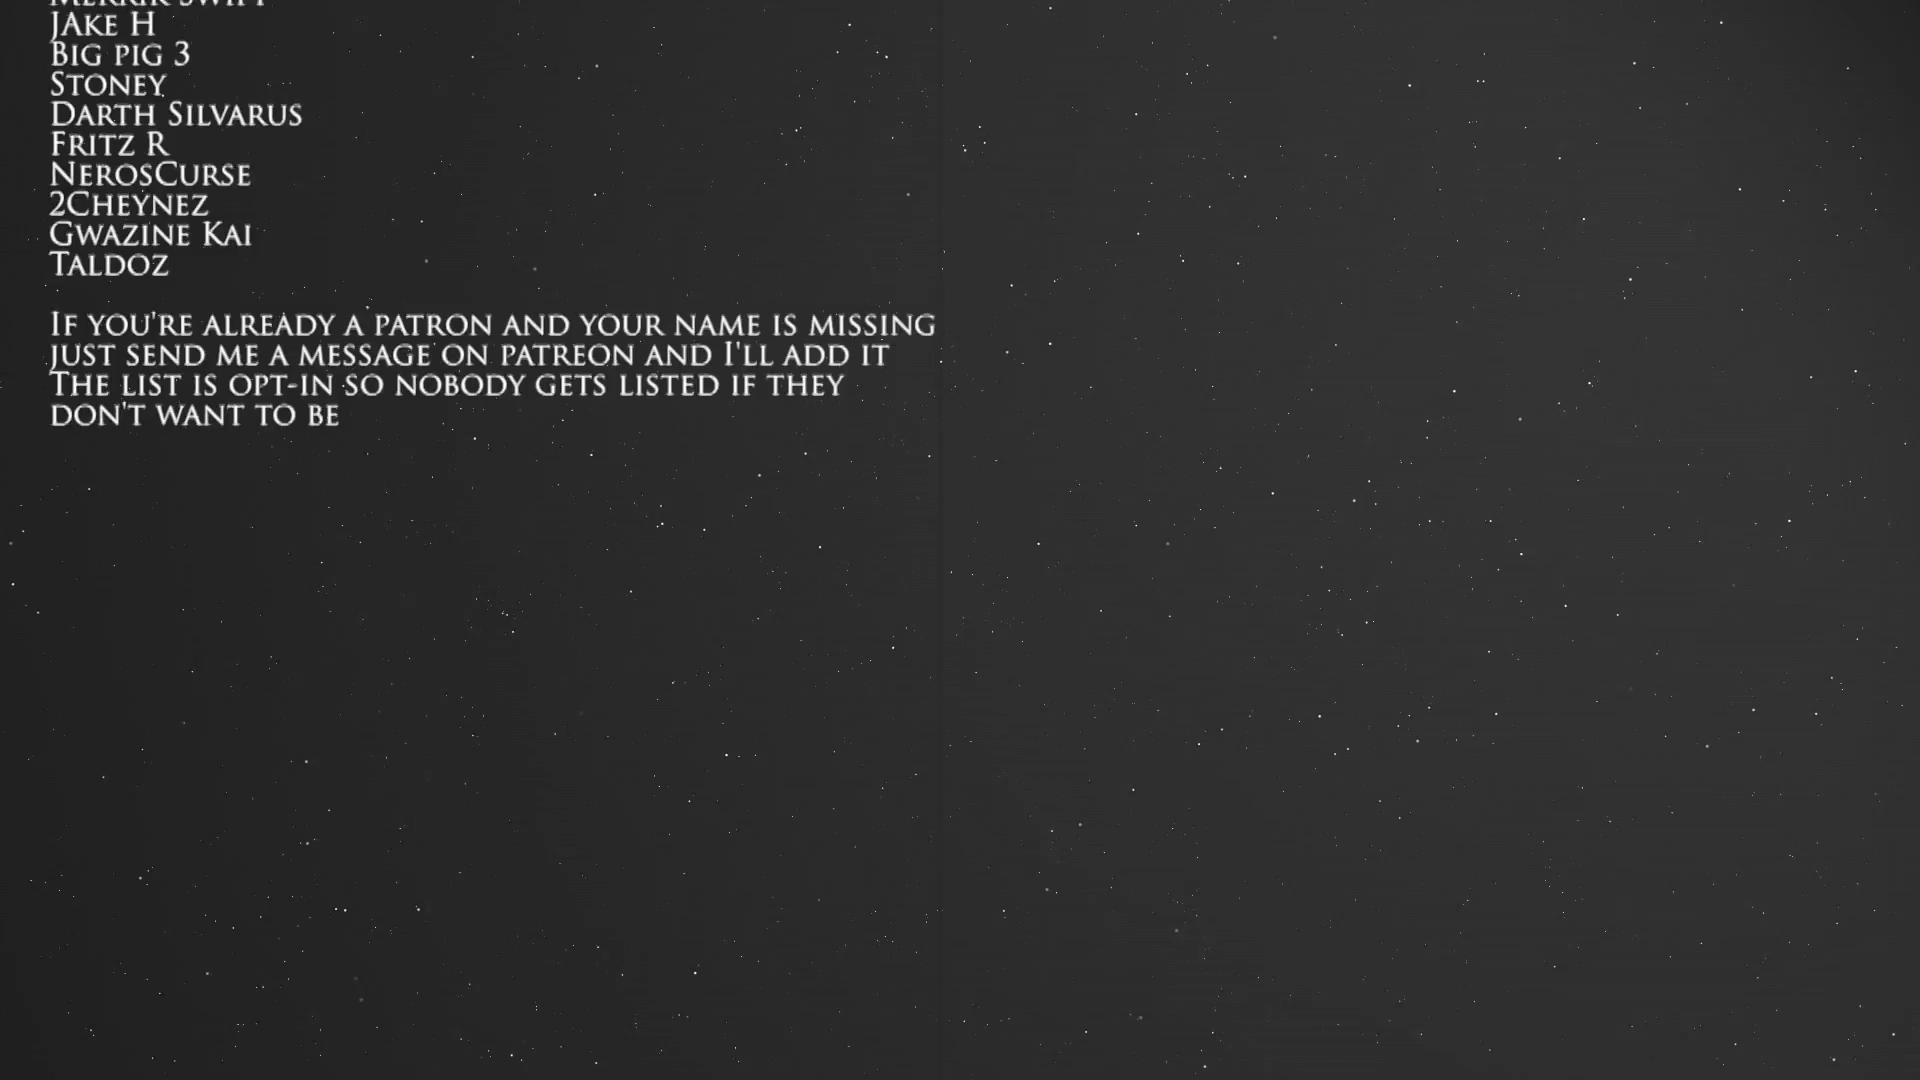 Merrik Swift
Jake H
Big pig 3
Stoney
Darth Silvarus
Fritz R
NerosCurse
2Cheynez
Gwazine Kai
Taldoz
If you're already a patron and your name is missing
just send me a message on patreon and I'll add it
The list is opt-in so nobody gets listed if they
don't want to be